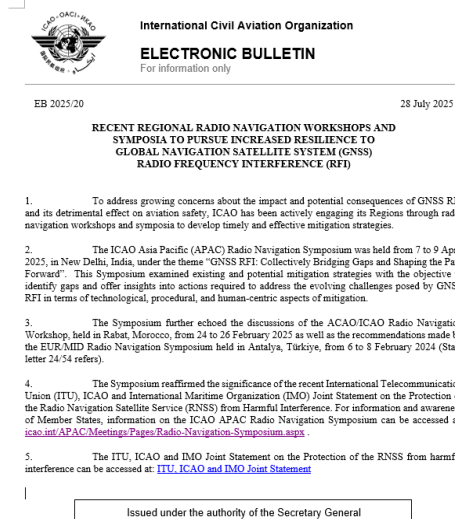 ICAO · OACI · ИКАО
International Civil Aviation Organization
ELECTRONIC BULLETIN
For information only
EB 2025/20 28 July 2025
RECENT REGIONAL RADIO NAVIGATION WORKSHOPS AND
SYMPOSIA TO PURSUE INCREASED RESILIENCE TO
GLOBAL NAVIGATION SATELLITE SYSTEM (GNSS)
RADIO FREQUENCY INTERFERENCE (RFI)
1. To address growing concerns about the impact and potential consequences of GNSS RF
and its detrimental effect on aviation safety, ICAO has been actively engaging its Regions through rad
navigation workshops and symposia to develop timely and effective mitigation strategies.
2. The ICAO Asia Pacific (APAC) Radio Navigation Symposium was held from 7 to 9 Apr
2025, in New Delhi, India, under the theme “GNSS RFI: Collectively Bridging Gaps and Shaping the Pa
Forward”. This Symposium examined existing and potential mitigation strategies with the objective
identify gaps and offer insights into actions required to address the evolving challenges posed by GNS
RFI in terms of technological, procedural, and human-centric aspects of mitigation.
3. The Symposium further echoed the discussions of the ACAO/ICAO Radio Navigatio
Workshop, held in Rabat, Morocco, from 24 to 26 February 2025 as well as the recommendations made b
the EUR/MID Radio Navigation Symposium held in Antalya, Türkiye, from 6 to 8 February 2024 (Sta
letter 24/54 refers).
4. The Symposium reaffirmed the significance of the recent International Telecommunicatio
Union (ITU), ICAO and International Maritime Organization (IMO) Joint Statement on the Protection
the Radio Navigation Satellite Service (RNSS) from Harmful Interference. For information and awarene
of Member States, information on the ICAO APAC Radio Navigation Symposium can be accessed a
icao.int/APAC/Meetings/Pages/Radio-Navigation-Symposium.aspx .
5. The ITU, ICAO and IMO Joint Statement on the Protection of the RNSS from harmf
interference can be accessed at: ITU, ICAO and IMO Joint Statement
Issued under the authority of the Secretary General